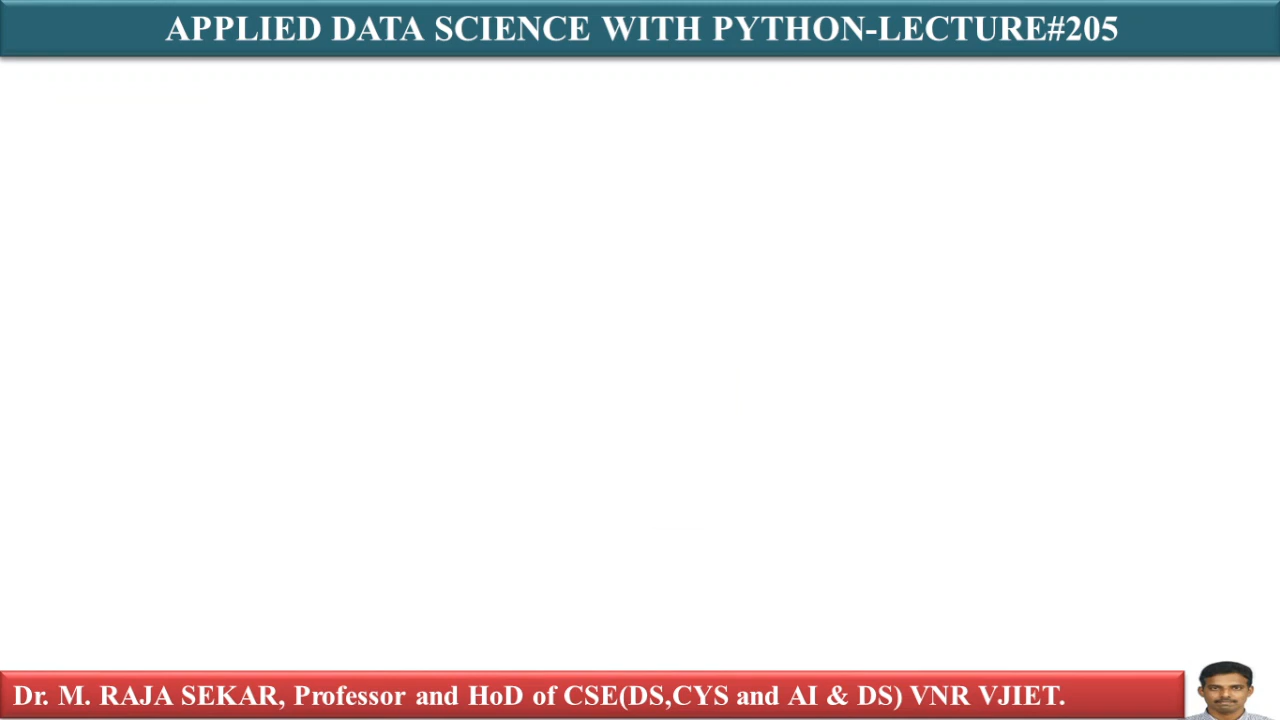 APPLIED DATA SCIENCE WITH PYTHON-LECTURE#205
Dr. M. RAJA SEKAR, Professor and HoD of CSE(DS,CYS and AI & DS) VNR VJIET.